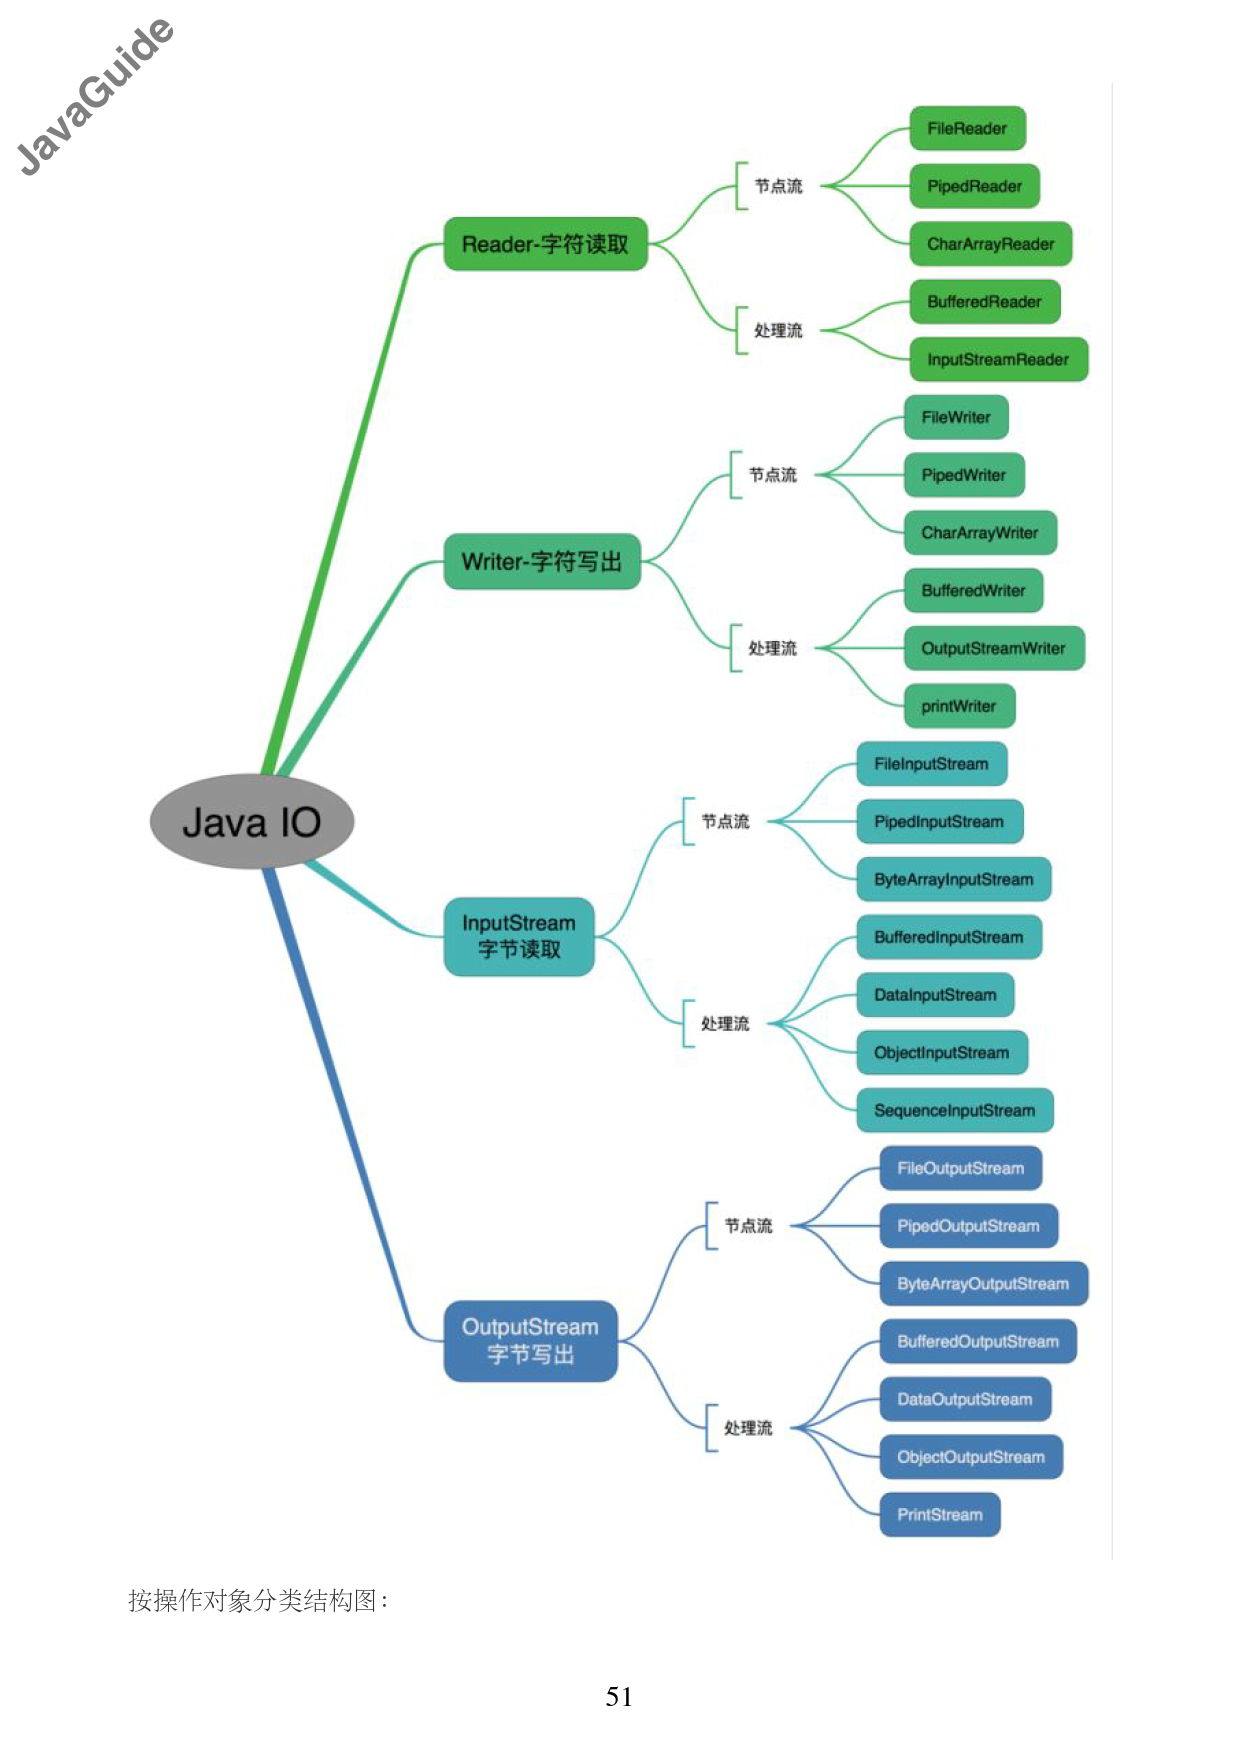 JavaGuide
Java IO
Reader-字符读取
节点流
FileReader
PipedReader
CharArrayReader
处理流
BufferedReader
InputStreamReader
Writer-字符写出
节点流
FileWriter
PipedWriter
CharArrayWriter
处理流
BufferedWriter
OutputStreamWriter
printWriter
InputStream
字节读取
节点流
FileInputStream
PipedInputStream
ByteArrayInputStream
处理流
BufferedInputStream
DataInputStream
ObjectInputStream
SequenceInputStream
OutputStream
字节写出
节点流
FileOutputStream
PipedOutputStream
ByteArrayOutputStream
处理流
BufferedOutputStream
DataOutputStream
ObjectOutputStream
PrintStream
按操作对象分类结构图：
51